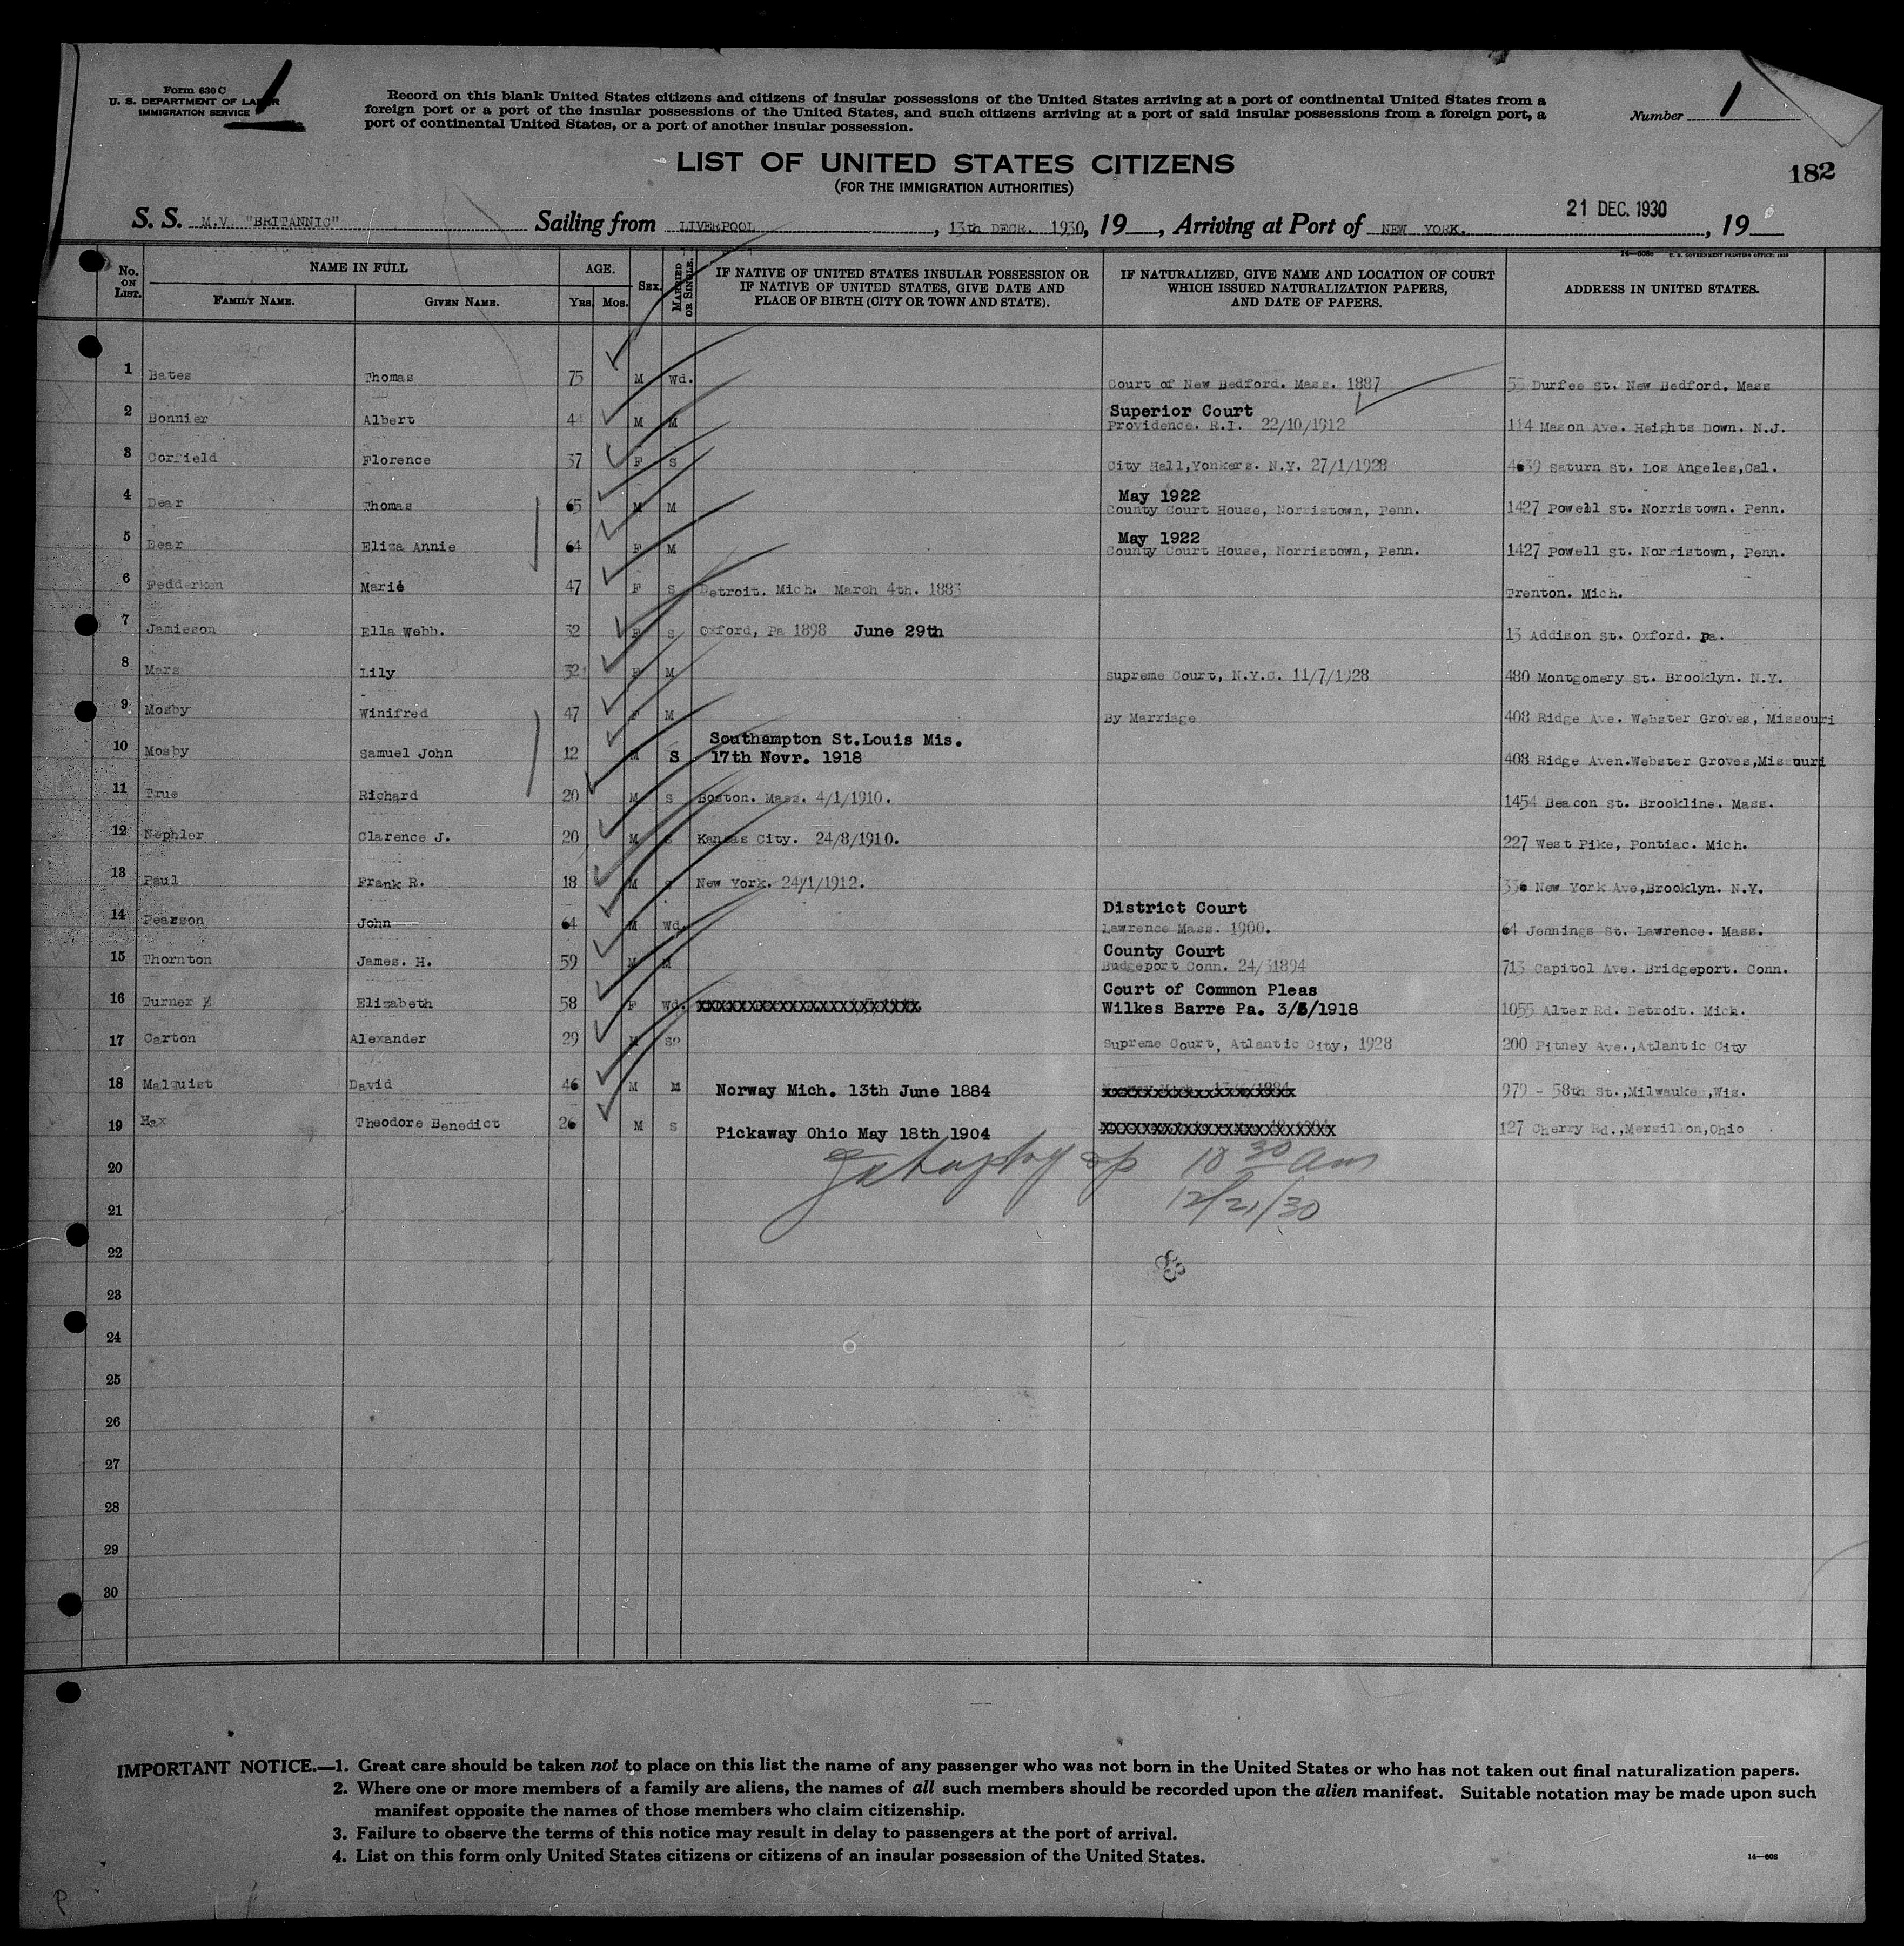 Form 630 C
U. S. DEPARTMENT OF LABOR
IMMIGRATION SERVICE
1
Record on this blank United States citizens and citizens of insular possessions of the United States arriving at a port of continental United States from a
foreign port or a port of the insular possessions of the United States, and such citizens arriving at a port of said insular possessions from a foreign port, a
port of continental United States, or a port of another insular possession.
Number 1
LIST OF UNITED STATES CITIZENS
(FOR THE IMMIGRATION AUTHORITIES)
182
S. S. M.V. "BRITANNIC" Sailing from LIVERPOOL, 13th DECR. 1930, 19__, Arriving at Port of NEW YORK. 21 DEC. 1930, 19__
14—608c U. S. GOVERNMENT PRINTING OFFICE: 1929
No. ON LIST. NAME IN FULL AGE. SEX. MARRIED OR SINGLE. IF NATIVE OF UNITED STATES INSULAR POSSESSION OR IF NATIVE OF UNITED STATES, GIVE DATE AND PLACE OF BIRTH (CITY OR TOWN AND STATE). IF NATURALIZED, GIVE NAME AND LOCATION OF COURT WHICH ISSUED NATURALIZATION PAPERS, AND DATE OF PAPERS. ADDRESS IN UNITED STATES.
FAMILY NAME. GIVEN NAME. Yrs. Mos.
1 Bates Thomas 75 M Wd. Court of New Bedford. Mass. 1887 55 Durfee St. New Bedford. Mass
2 Bonnier Albert 44 M M Superior Court
Providence. R.I. 22/10/1912 114 Mason Ave. Heights Down. N.J.
3 Corfield Florence 37 F S City Hall,Yonkers. N.Y. 27/1/1928 4639 Saturn St. Los Angeles,Cal.
4 Dear Thomas 65 M M May 1922
County Court House, Norristown, Penn. 1427 Powell St. Norristown. Penn.
5 Dear Eliza Annie 64 F M May 1922
County Court House, Norristown, Penn. 1427 Powell St. Norristown, Penn.
6 Fedderken Marie 47 F S Detroit. Mich. March 4th. 1883 Trenton. Mich.
7 Jamieson Ella Webb. 32 F S Oxford, Pa 1898 June 29th 13 Addison St. Oxford. Pa.
8 Mars Lily 32 F M Supreme Court, N.Y.C. 11/7/1928 480 Montgomery St. Brooklyn. N.Y.
9 Mosby Winifred 47 F M By Marriage 408 Ridge Ave. Webster Groves, Missouri
10 Mosby Samuel John 12 M S Southampton St.Louis Mis.
17th Novr. 1918 408 Ridge Aven.Webster Groves,Missouri
11 True Richard 20 M S Boston. Mass. 4/1/1910. 1454 Beacon St. Brookline. Mass.
12 Nephler Clarence J. 20 M S Kansas City. 24/8/1910. 227 West Pike, Pontiac. Mich.
13 Paul Frank R. 18 M S New York. 24/1/1912. 336 New York Ave,Brooklyn. N.Y.
14 Pearson John 64 M Wd. District Court
Lawrence Mass. 1900. 64 Jennings St. Lawrence. Mass.
15 Thornton James. H. 59 M M County Court
Budgeport Conn. 24/31894 713 Capitol Ave. Bridgeport. Conn.
16 Turner Elizabeth 58 F Wd. Court of Common Pleas
Wilkes Barre Pa. 3/5/1918 1055 Alter Rd. Detroit. Mich.
17 Carton Alexander 29 M Supreme Court, Atlantic City, 1928 200 Pitney Ave.,Atlantic City
18 Malquist David 46 M M Norway Mich. 13th June 1884 979 - 58th St.,Milwaukee,Wis.
19 Hax Theodore Benedict 26 M S Pickaway Ohio May 18th 1904 127 Cherry Rd.,Mersillon,Ohio
20 10 30 am
21 12/21/30
22
23
24
25
26
27
28
29
30
IMPORTANT NOTICE.—1. Great care should be taken not to place on this list the name of any passenger who was not born in the United States or who has not taken out final naturalization papers.
2. Where one or more members of a family are aliens, the names of all such members should be recorded upon the alien manifest. Suitable notation may be made upon such
manifest opposite the names of those members who claim citizenship.
3. Failure to observe the terms of this notice may result in delay to passengers at the port of arrival.
4. List on this form only United States citizens or citizens of an insular possession of the United States.
14—608